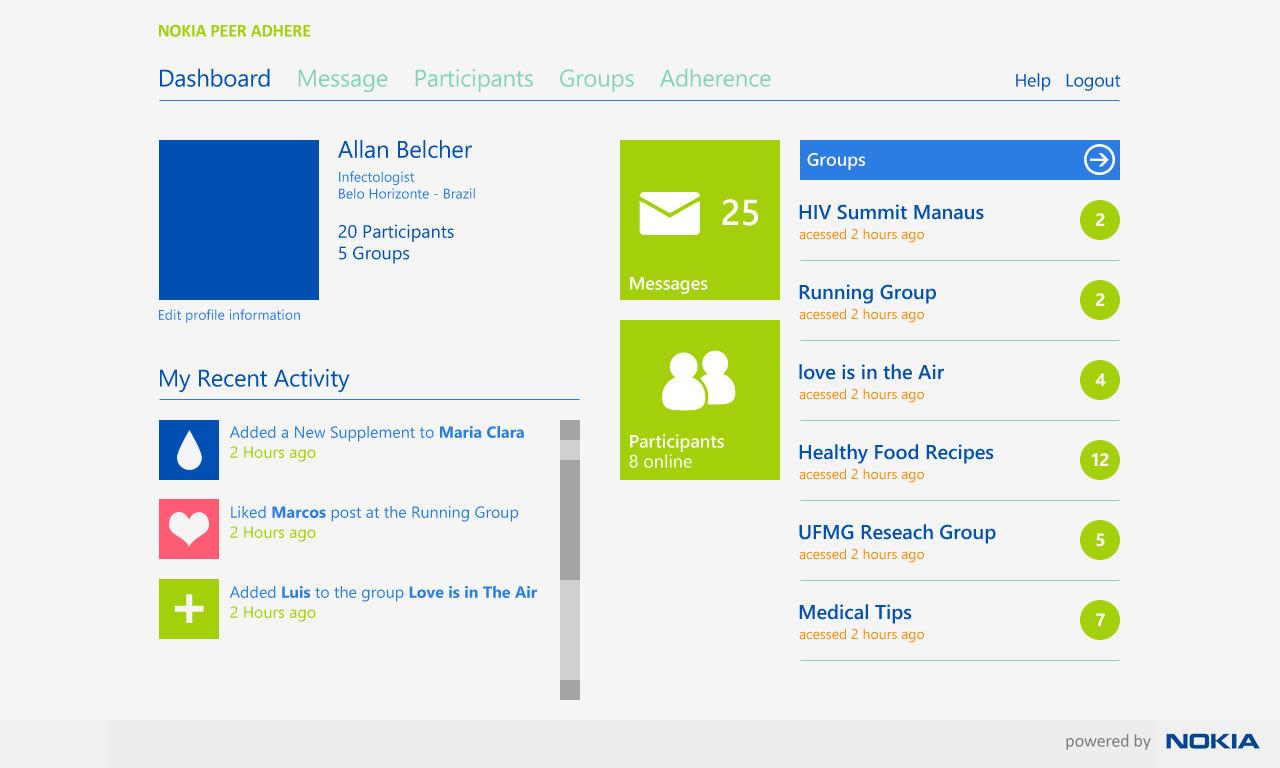 NOKIA PEER ADHERE
Dashboard Message Participants Groups Adherence Help Logout
Allan Belcher
Infectologist
Belo Horizonte - Brazil
20 Participants
5 Groups
Edit profile information
My Recent Activity
Added a New Supplement to Maria Clara
2 Hours ago
Liked Marcos post at the Running Group
2 Hours ago
Added Luis to the group Love is in The Air
2 Hours ago
25
Messages
Participants
8 online
Groups
HIV Summit Manaus 2
acessed 2 hours ago
Running Group 2
acessed 2 hours ago
love is in the Air 4
acessed 2 hours ago
Healthy Food Recipes 12
acessed 2 hours ago
UFMG Reseach Group 5
acessed 2 hours ago
Medical Tips 7
acessed 2 hours ago
powered by NOKIA